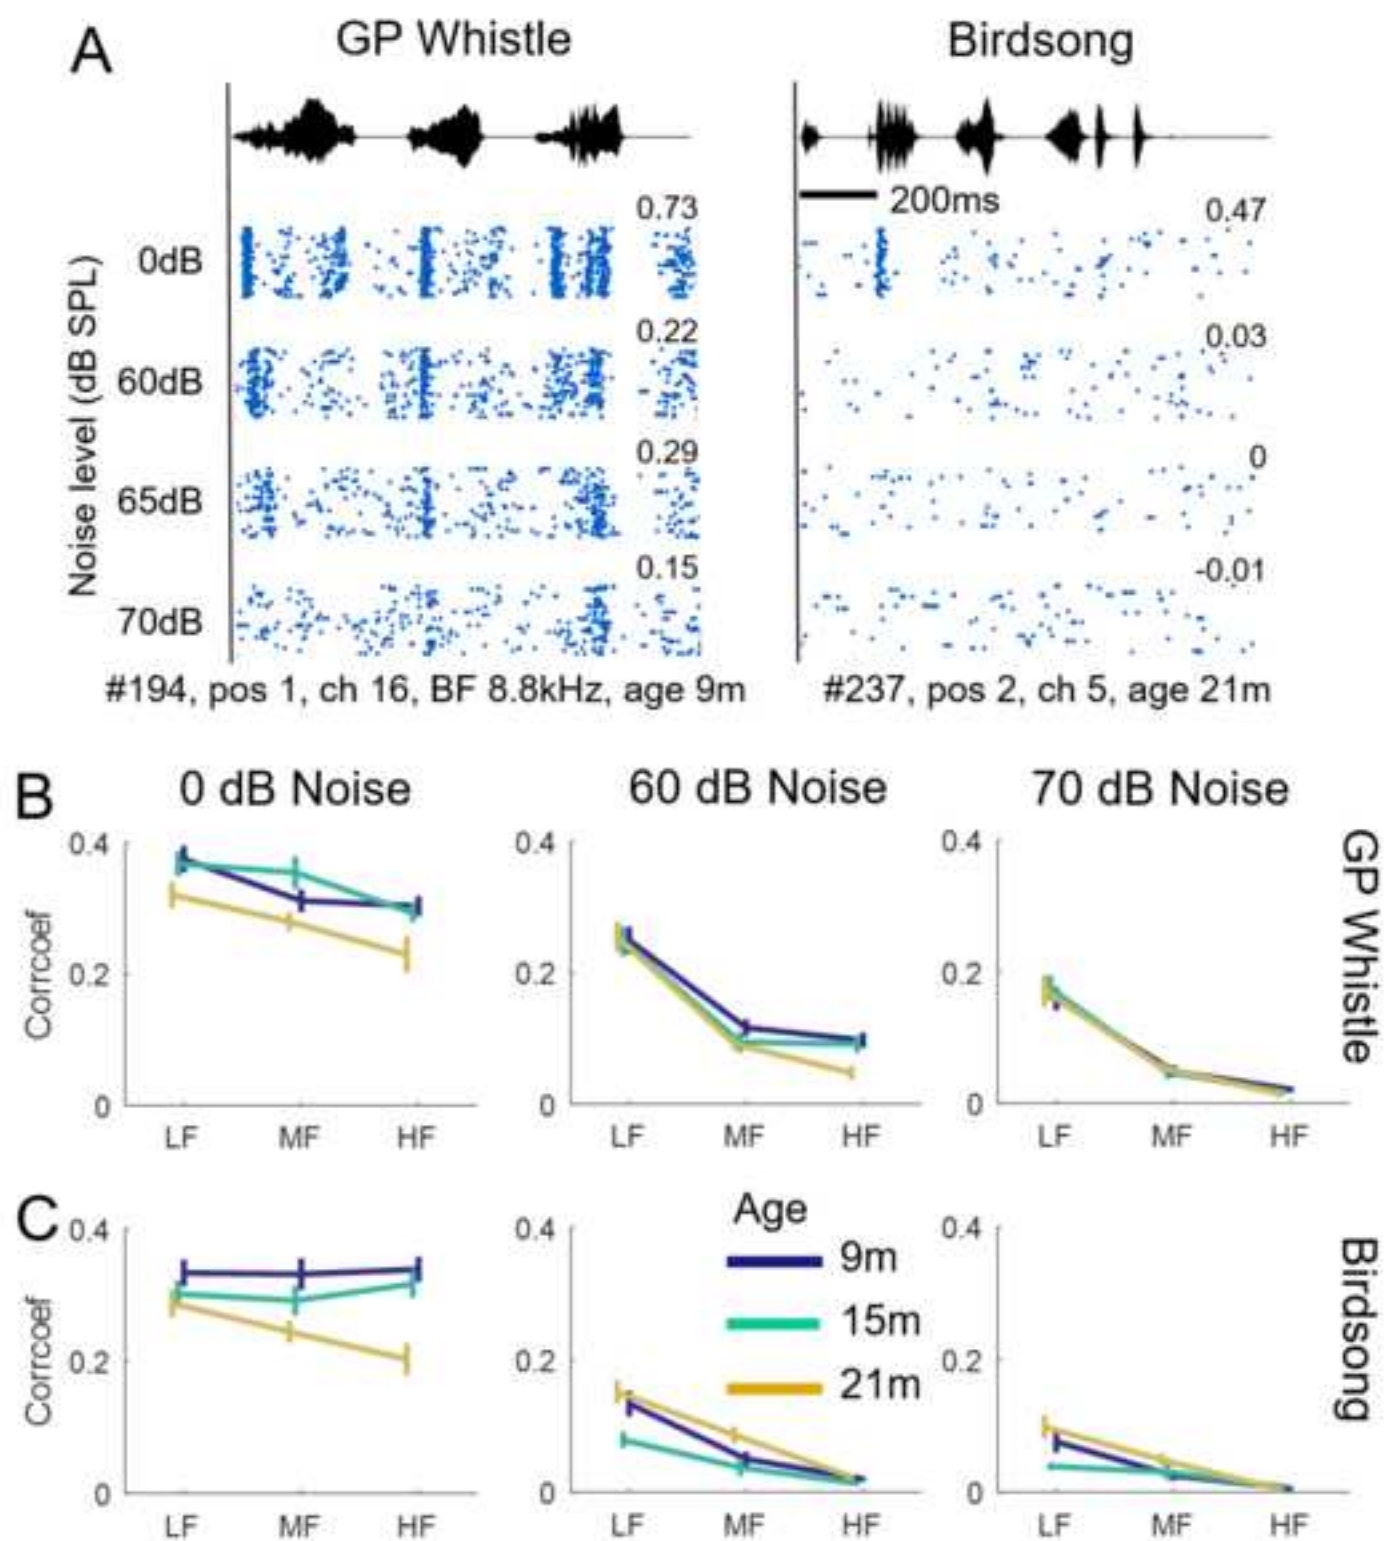 A
GP Whistle
Birdsong
200ms
Noise level (dB SPL)
0dB
0.73
0.47
60dB
0.22
0.03
65dB
0.29
0
70dB
0.15
-0.01
#194, pos 1, ch 16, BF 8.8kHz, age 9m
#237, pos 2, ch 5, age 21m
B
0 dB Noise
60 dB Noise
70 dB Noise
GP Whistle
Corrcoef
0.4
0.2
0
LF MF HF
0.4
0.2
0
LF MF HF
0.4
0.2
0
LF MF HF
C
Birdsong
Corrcoef
0.4
0.2
0
LF MF HF
0.4
0.2
0
LF MF HF
Age
9m
15m
21m
0.4
0.2
0
LF MF HF